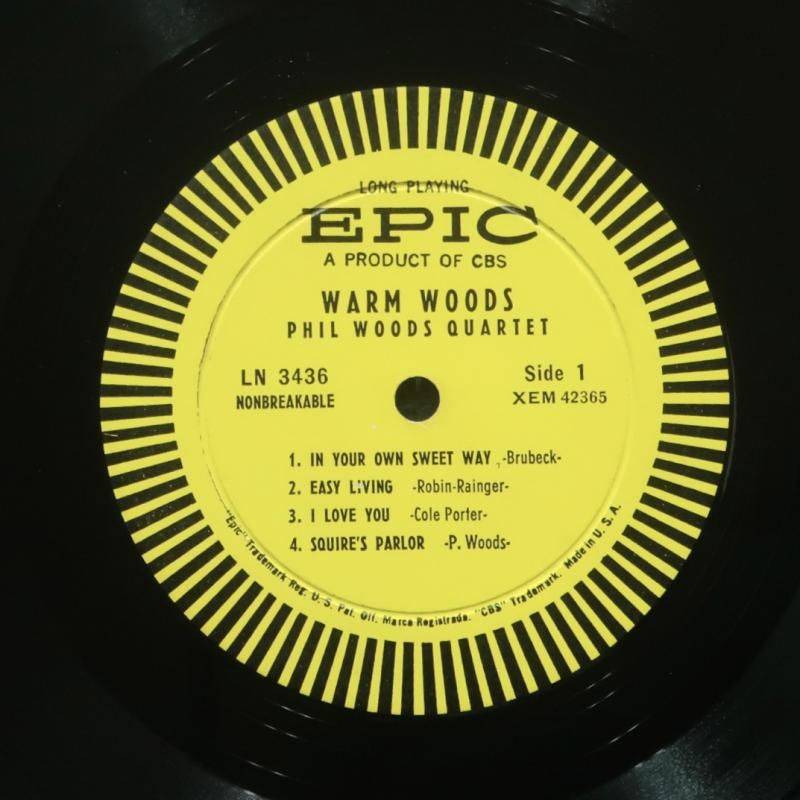 LONG PLAYING
EPIC
A PRODUCT OF CBS
WARM WOODS
PHIL WOODS QUARTET
LN 3436
NONBREAKABLE
Side 1
XEM 42365
1. IN YOUR OWN SWEET WAY -Brubeck-
2. EASY LIVING -Robin-Rainger-
3. I LOVE YOU -Cole Porter-
4. SQUIRE'S PARLOR -P. Woods-
"Epic" Trademark Reg. U. S. Pat. Off. Marca Registrada. "CBS" Trademark. Made in U. S. A.